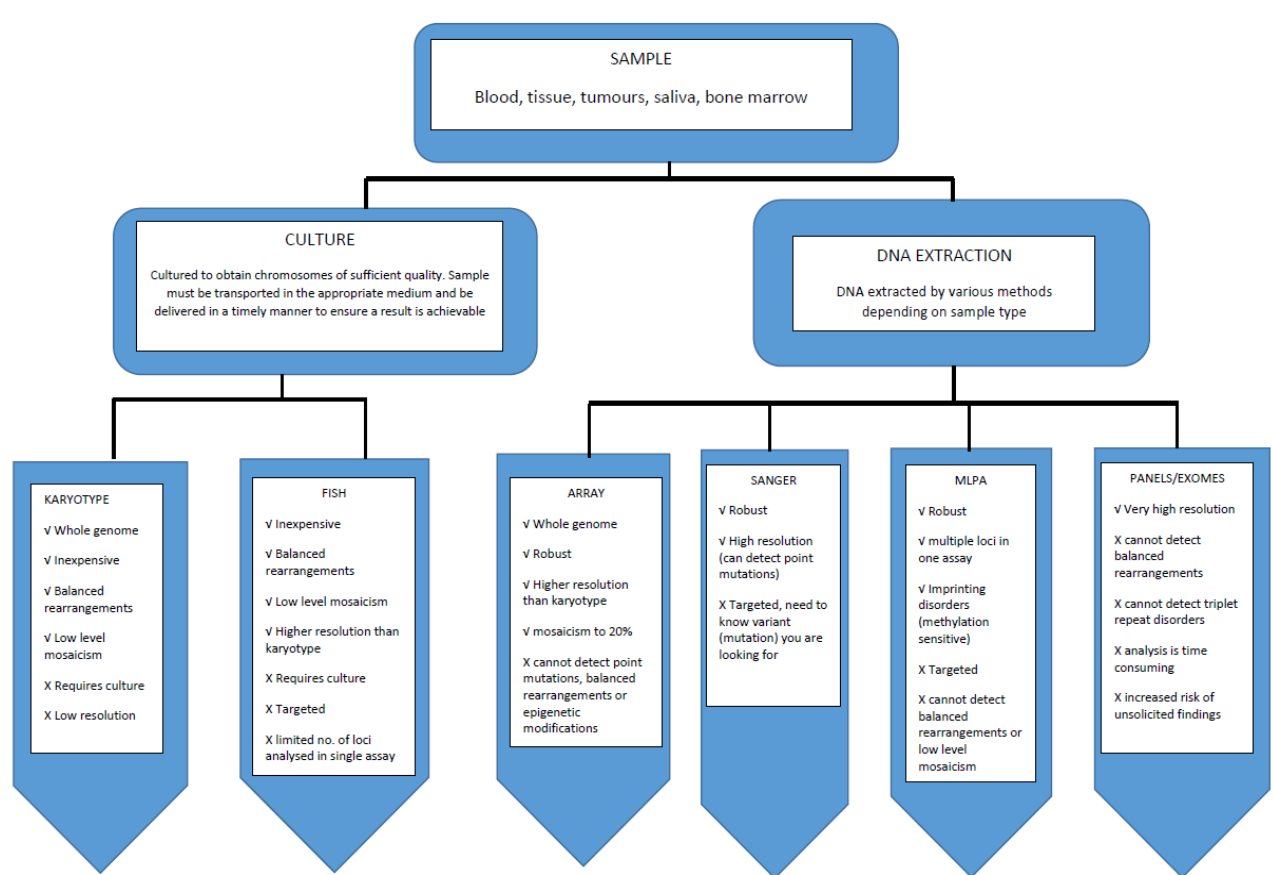 SAMPLE
Blood, tissue, tumours, saliva, bone marrow
CULTURE
Cultured to obtain chromosomes of sufficient quality. Sample
must be transported in the appropriate medium and be
delivered in a timely manner to ensure a result is achievable
DNA EXTRACTION
DNA extracted by various methods
depending on sample type
KARYOTYPE
√ Whole genome
√ Inexpensive
√ Balanced
rearrangements
√ Low level
mosaicism
X Requires culture
X Low resolution
FISH
√ Inexpensive
√ Balanced
rearrangements
√ Low level mosaicism
√ Higher resolution than
karyotype
X Requires culture
X Targeted
X limited no. of loci
analysed in single assay
ARRAY
√ Whole genome
√ Robust
√ Higher resolution
than karyotype
√ mosaicism to 20%
X cannot detect point
mutations, balanced
rearrangements or
epigenetic
modifications
SANGER
√ Robust
√ High resolution
(can detect point
mutations)
X Targeted, need to
know variant
(mutation) you are
looking for
MLPA
√ Robust
√ multiple loci in
one assay
√ Imprinting
disorders
(methylation
sensitive)
X Targeted
X cannot detect
balanced
rearrangements or
low level
mosaicism
PANELS/EXOMES
√ Very high resolution
X cannot detect
balanced
rearrangements
X cannot detect triplet
repeat disorders
X analysis is time
consuming
X increased risk of
unsolicited findings